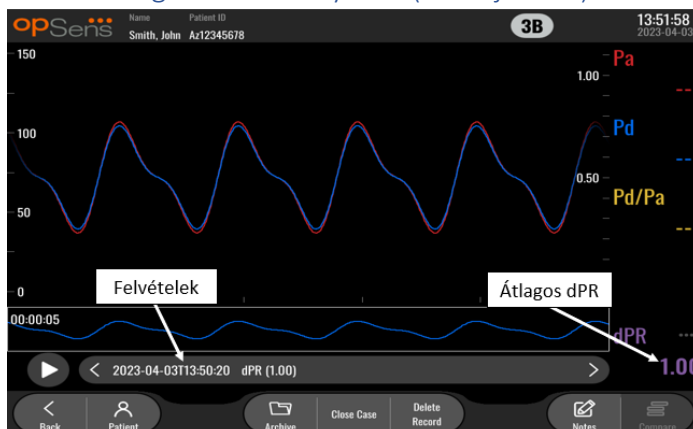 opSens
Name Patient ID
Smith, John Az12345678
3B
13:51:58
2023-04-03
150
100
50
0
1.00
0.50
Pa
--
Pd
--
Pd/Pa
--
Felvételek
Átlagos dPR
00:00:05
dPR
--
1.00
2023-04-03T13:50:20 dPR (1.00)
Back
Patient
Archive
Close Case
Delete
Record
Notes
Compare